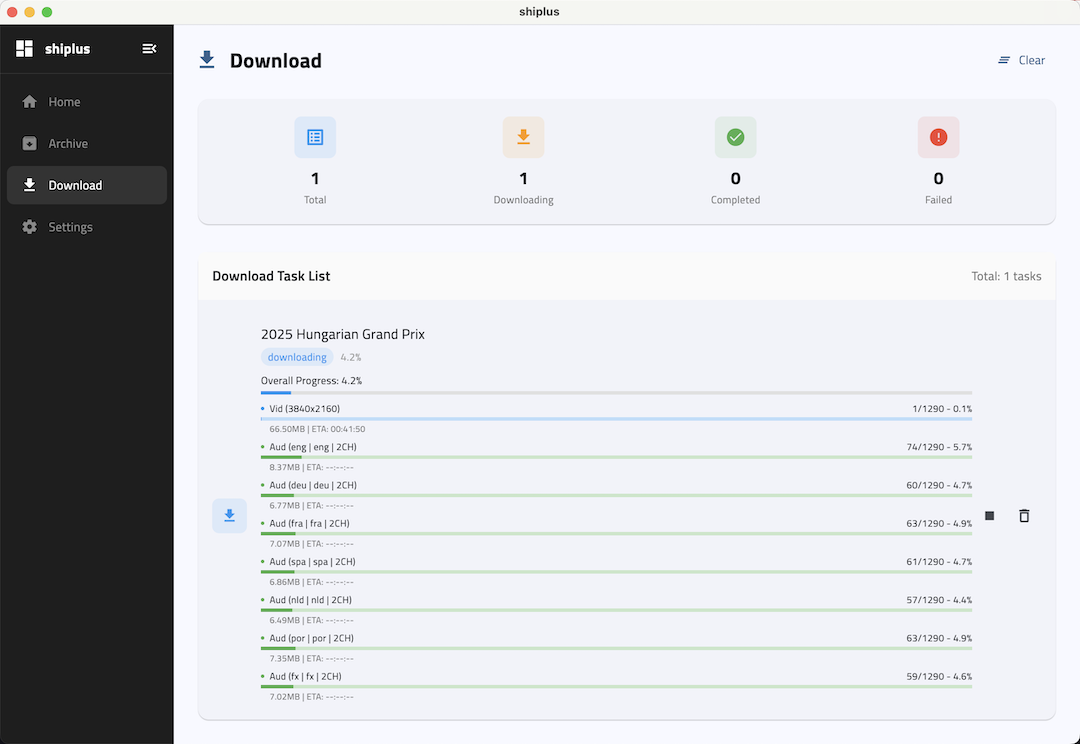 shiplus
shiplus
Home
Archive
Download
Settings
Download
Clear
1
Total
1
Downloading
0
Completed
0
Failed
Download Task List
Total: 1 tasks
2025 Hungarian Grand Prix
downloading 4.2%
Overall Progress: 4.2%
Vid (3840x2160) 1/1290 - 0.1%
66.50MB | ETA: 00:41:50
Aud (eng | eng | 2CH) 74/1290 - 5.7%
8.37MB | ETA: --:--:--
Aud (deu | deu | 2CH) 60/1290 - 4.7%
6.77MB | ETA: --:--:--
Aud (fra | fra | 2CH) 63/1290 - 4.9%
7.07MB | ETA: --:--:--
Aud (spa | spa | 2CH) 61/1290 - 4.7%
6.86MB | ETA: --:--:--
Aud (nld | nld | 2CH) 57/1290 - 4.4%
6.49MB | ETA: --:--:--
Aud (por | por | 2CH) 63/1290 - 4.9%
7.35MB | ETA: --:--:--
Aud (fx | fx | 2CH) 59/1290 - 4.6%
7.02MB | ETA: --:--:--